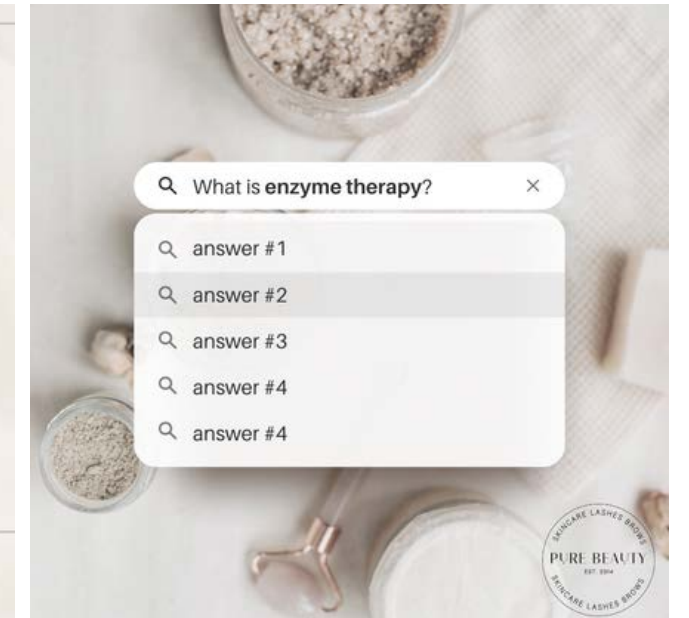 What is enzyme therapy?
answer #1
answer #2
answer #3
answer #4
answer #4
SKINCARE LASHES BROWS
PURE BEAUTY
SKINCARE LASHES BROWS